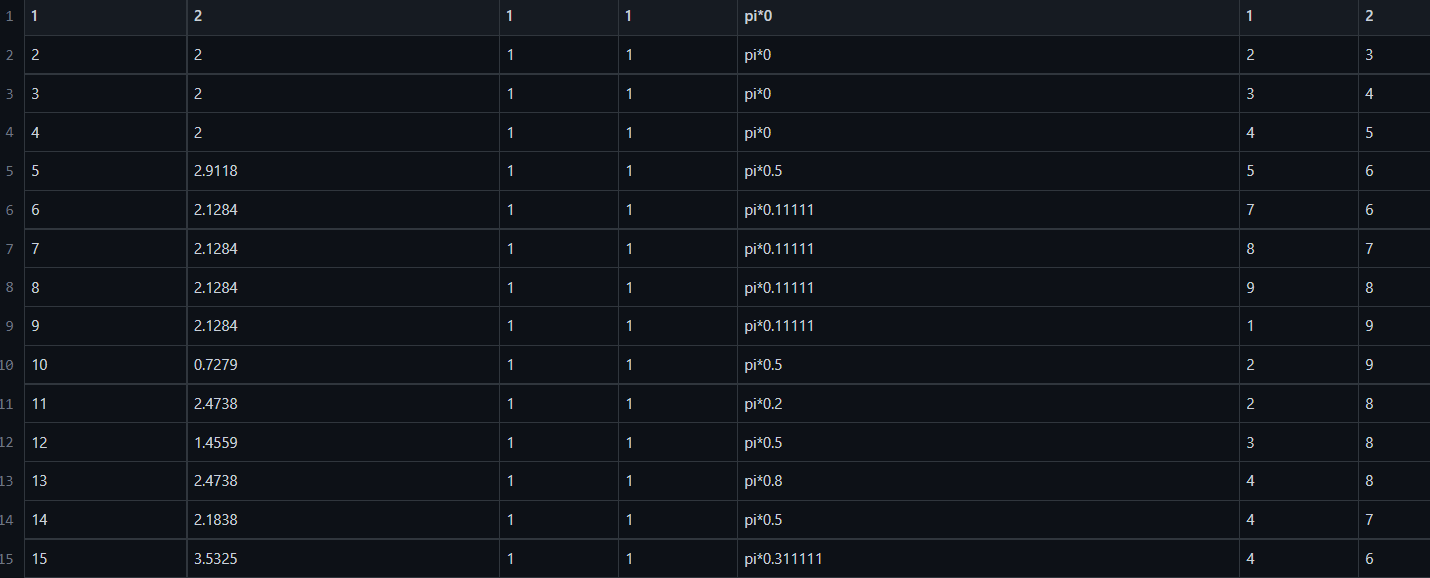 1 1 2 1 1 pi*0 1 2
2 2 2 1 1 pi*0 2 3
3 3 2 1 1 pi*0 3 4
4 4 2 1 1 pi*0 4 5
5 5 2.9118 1 1 pi*0.5 5 6
6 6 2.1284 1 1 pi*0.11111 7 6
7 7 2.1284 1 1 pi*0.11111 8 7
8 8 2.1284 1 1 pi*0.11111 9 8
9 9 2.1284 1 1 pi*0.11111 1 9
10 10 0.7279 1 1 pi*0.5 2 9
11 11 2.4738 1 1 pi*0.2 2 8
12 12 1.4559 1 1 pi*0.5 3 8
13 13 2.4738 1 1 pi*0.8 4 8
14 14 2.1838 1 1 pi*0.5 4 7
15 15 3.5325 1 1 pi*0.311111 4 6